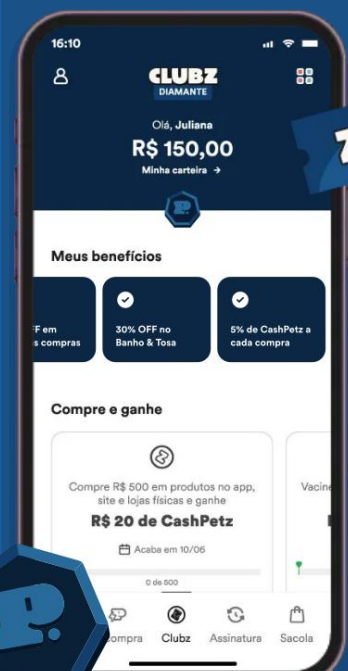 16:10
CLUBZ
DIAMANTE
Olá, Juliana
R$ 150,00
Minha carteira →
P.
Meus benefícios
F em
s compras
30% OFF no
Banho & Tosa
5% de CashPetz a
cada compra
Compre e ganhe
Compre R$ 500 em produtos no app,
site e lojas físicas e ganhe
R$ 20 de CashPetz
Acaba em 10/06
0 de 500
Vacine
ompra
Clubz
Assinatura
Sacola
P.